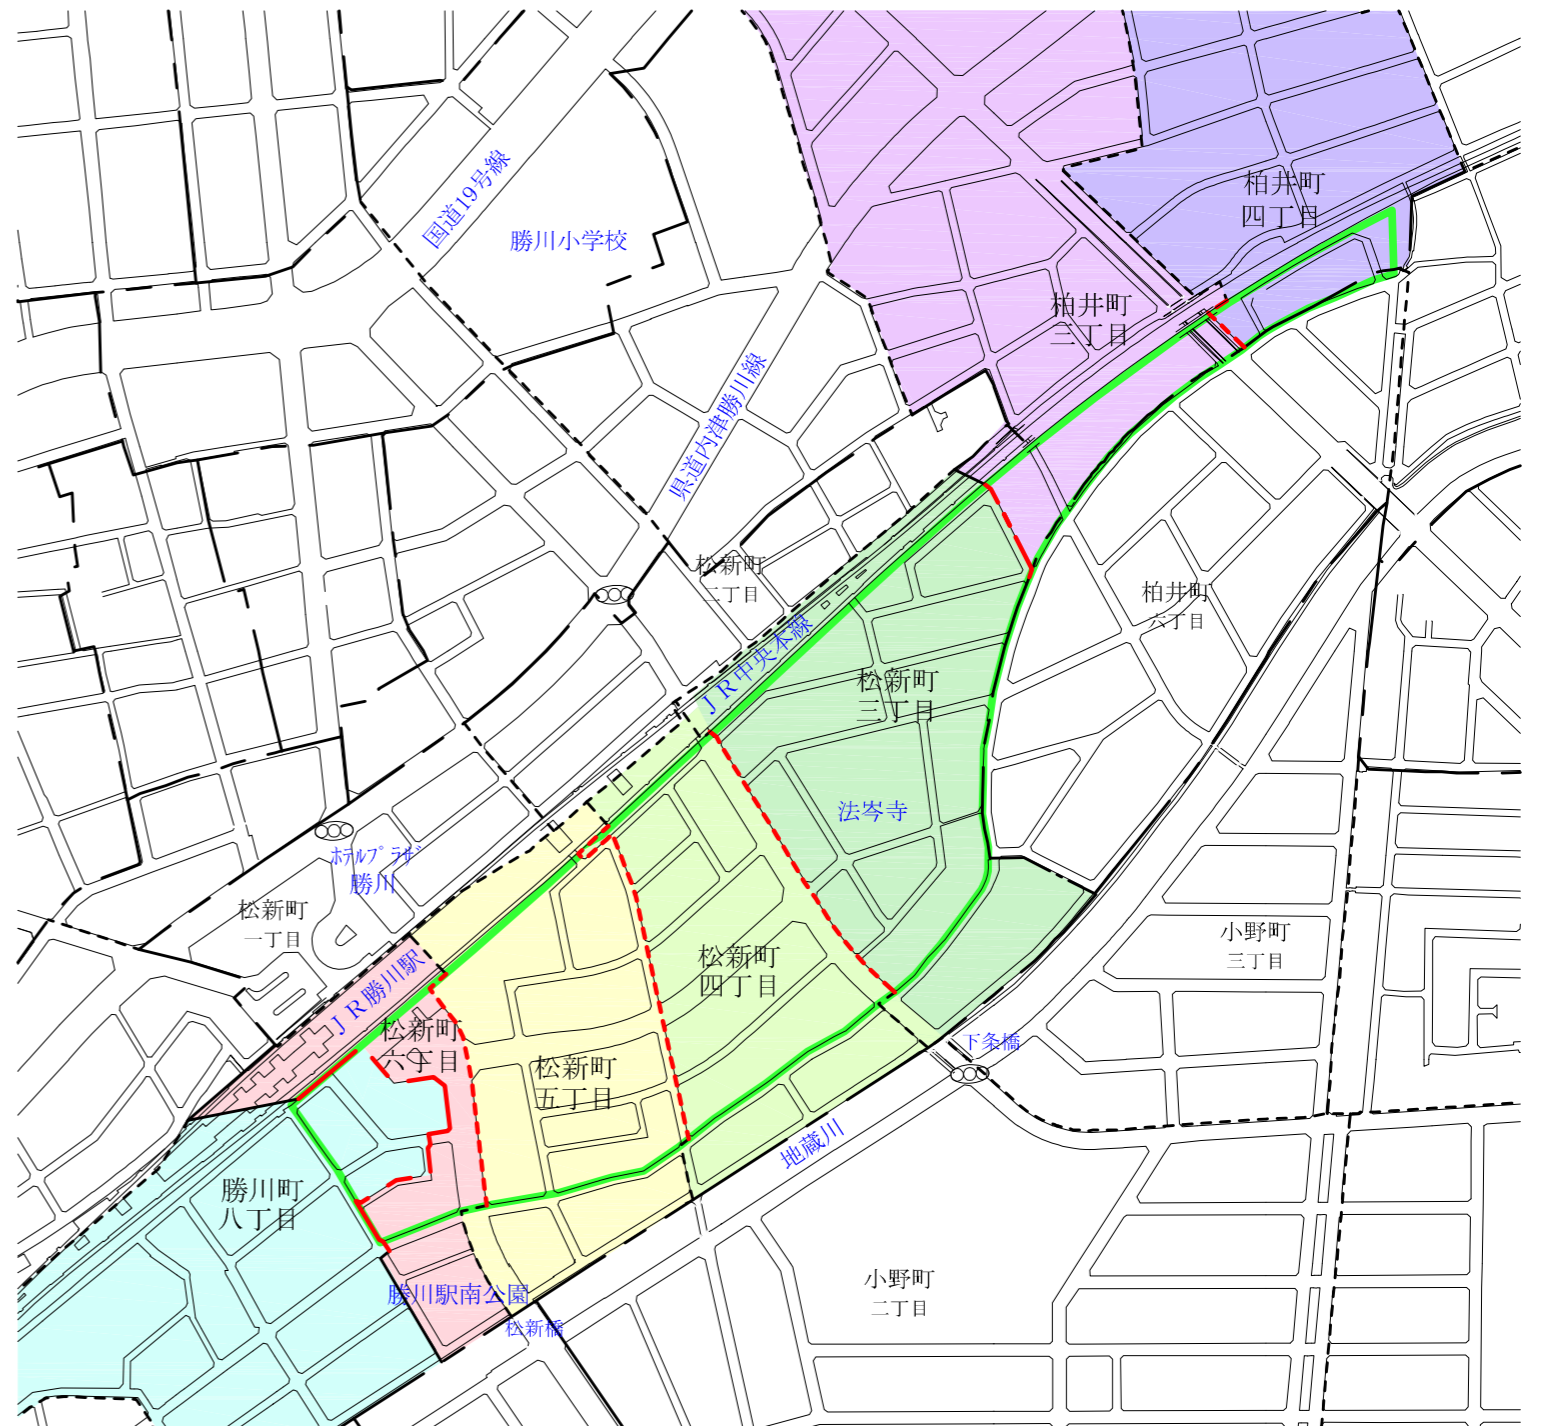 国道19号線
勝川小学校
柏井町
四丁目
柏井町
三丁目
県道内津勝川線
松新町
二丁目
柏井町
六丁目
ＪＲ中央本線
松新町
三丁目
法岑寺
ﾎﾃﾙﾌﾟﾗｻﾞ
勝川
松新町
一丁目
小野町
三丁目
松新町
四丁目
ＪＲ勝川駅
松新町
六丁目
下条橋
松新町
五丁目
地蔵川
勝川町
八丁目
小野町
二丁目
勝川駅南公園
松新橋